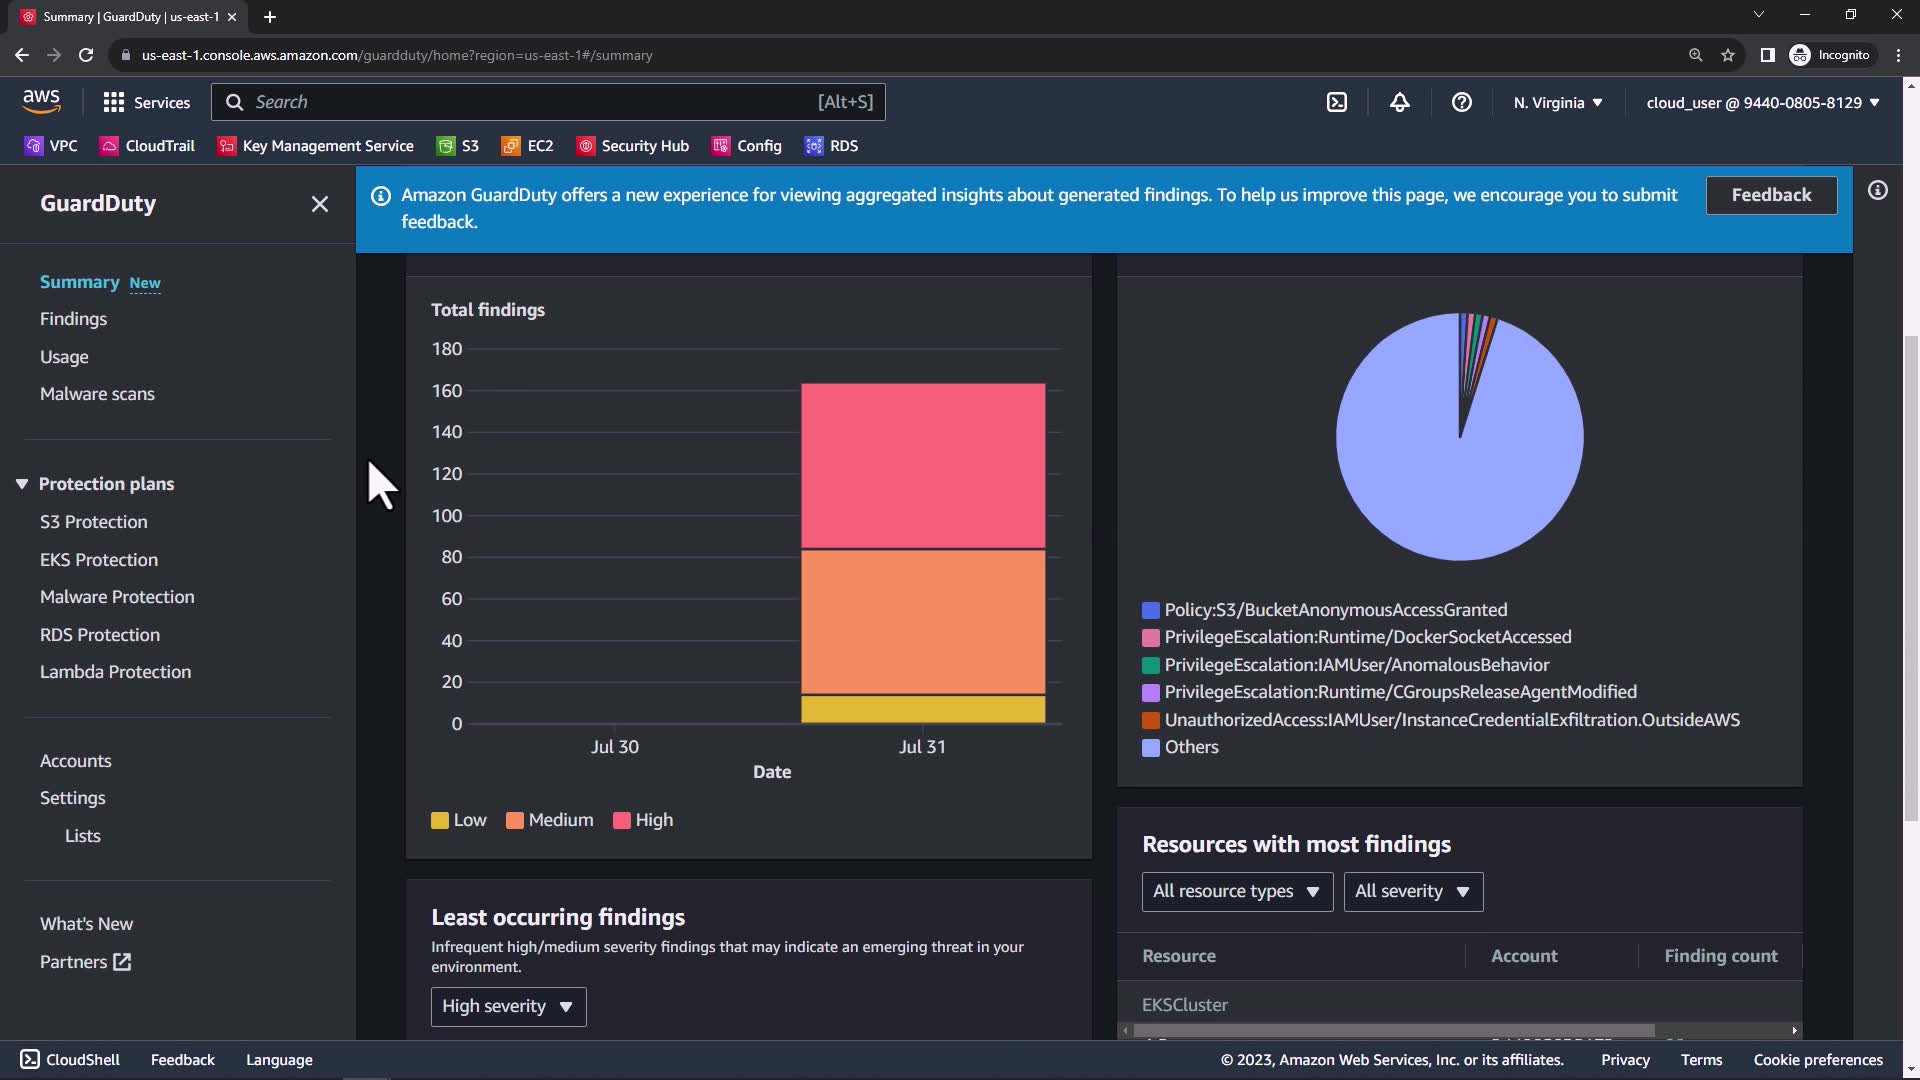 Summary | GuardDuty | us-east-1
us-east-1.console.aws.amazon.com/guardduty/home?region=us-east-1#/summary
Incognito
aws
Services
Search
[Alt+S]
N. Virginia
cloud_user @ 9440-0805-8129
VPC
CloudTrail
Key Management Service
S3
EC2
Security Hub
Config
RDS
GuardDuty
Amazon GuardDuty offers a new experience for viewing aggregated insights about generated findings. To help us improve this page, we encourage you to submit
feedback.
Feedback
Summary New
Findings
Usage
Malware scans
Protection plans
S3 Protection
EKS Protection
Malware Protection
RDS Protection
Lambda Protection
Accounts
Settings
Lists
What's New
Partners
Total findings
180
160
140
120
100
80
60
40
20
0
Jul 30
Jul 31
Date
Low
Medium
High
Policy:S3/BucketAnonymousAccessGranted
PrivilegeEscalation:Runtime/DockerSocketAccessed
PrivilegeEscalation:IAMUser/AnomalousBehavior
PrivilegeEscalation:Runtime/CGroupsReleaseAgentModified
UnauthorizedAccess:IAMUser/InstanceCredentialExfiltration.OutsideAWS
Others
Least occurring findings
Infrequent high/medium severity findings that may indicate an emerging threat in your
environment.
High severity
Resources with most findings
All resource types
All severity
Resource
Account
Finding count
EKSCluster
CloudShell
Feedback
Language
© 2023, Amazon Web Services, Inc. or its affiliates.
Privacy
Terms
Cookie preferences